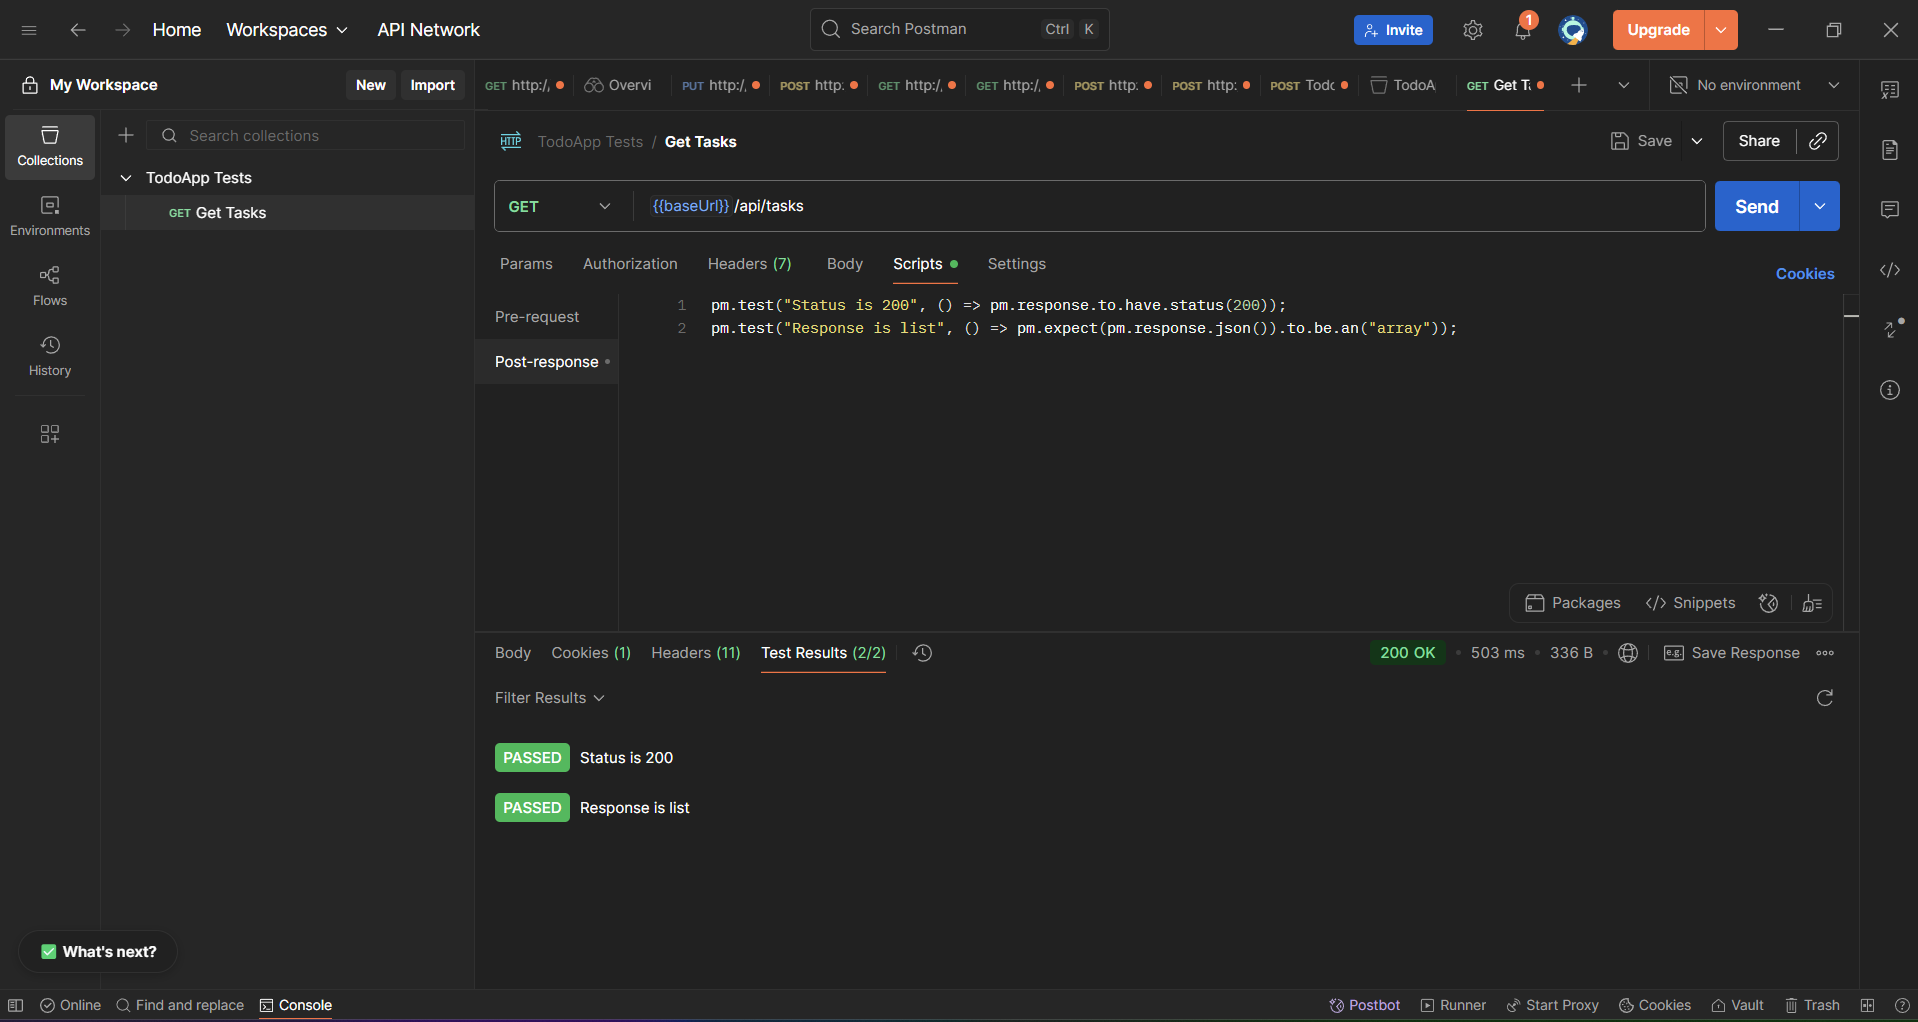 Home Workspaces API Network Search Postman Ctrl K Invite 1 Upgrade
My Workspace New Import GET http:/, Overvi PUT http:/, POST http: GET http:/, GET http:/, POST http: POST http: POST Todc TodoA GET Get Ta No environment
Search collections
Collections
TodoApp Tests
GET Get Tasks
Environments
Flows
History
TodoApp Tests / Get Tasks Save Share
HTTP
GET {{baseUrl}} /api/tasks Send
Params Authorization Headers (7) Body Scripts Settings Cookies
Pre-request
Post-response
1 pm.test("Status is 200", () => pm.response.to.have.status(200));
2 pm.test("Response is list", () => pm.expect(pm.response.json()).to.be.an("array"));
Packages </> Snippets
Body Cookies (1) Headers (11) Test Results (2/2) 200 OK • 503 ms • 336 B • e.g. Save Response
Filter Results
PASSED Status is 200
PASSED Response is list
What's next?
Online Find and replace Console Postbot Runner Start Proxy Cookies Vault Trash